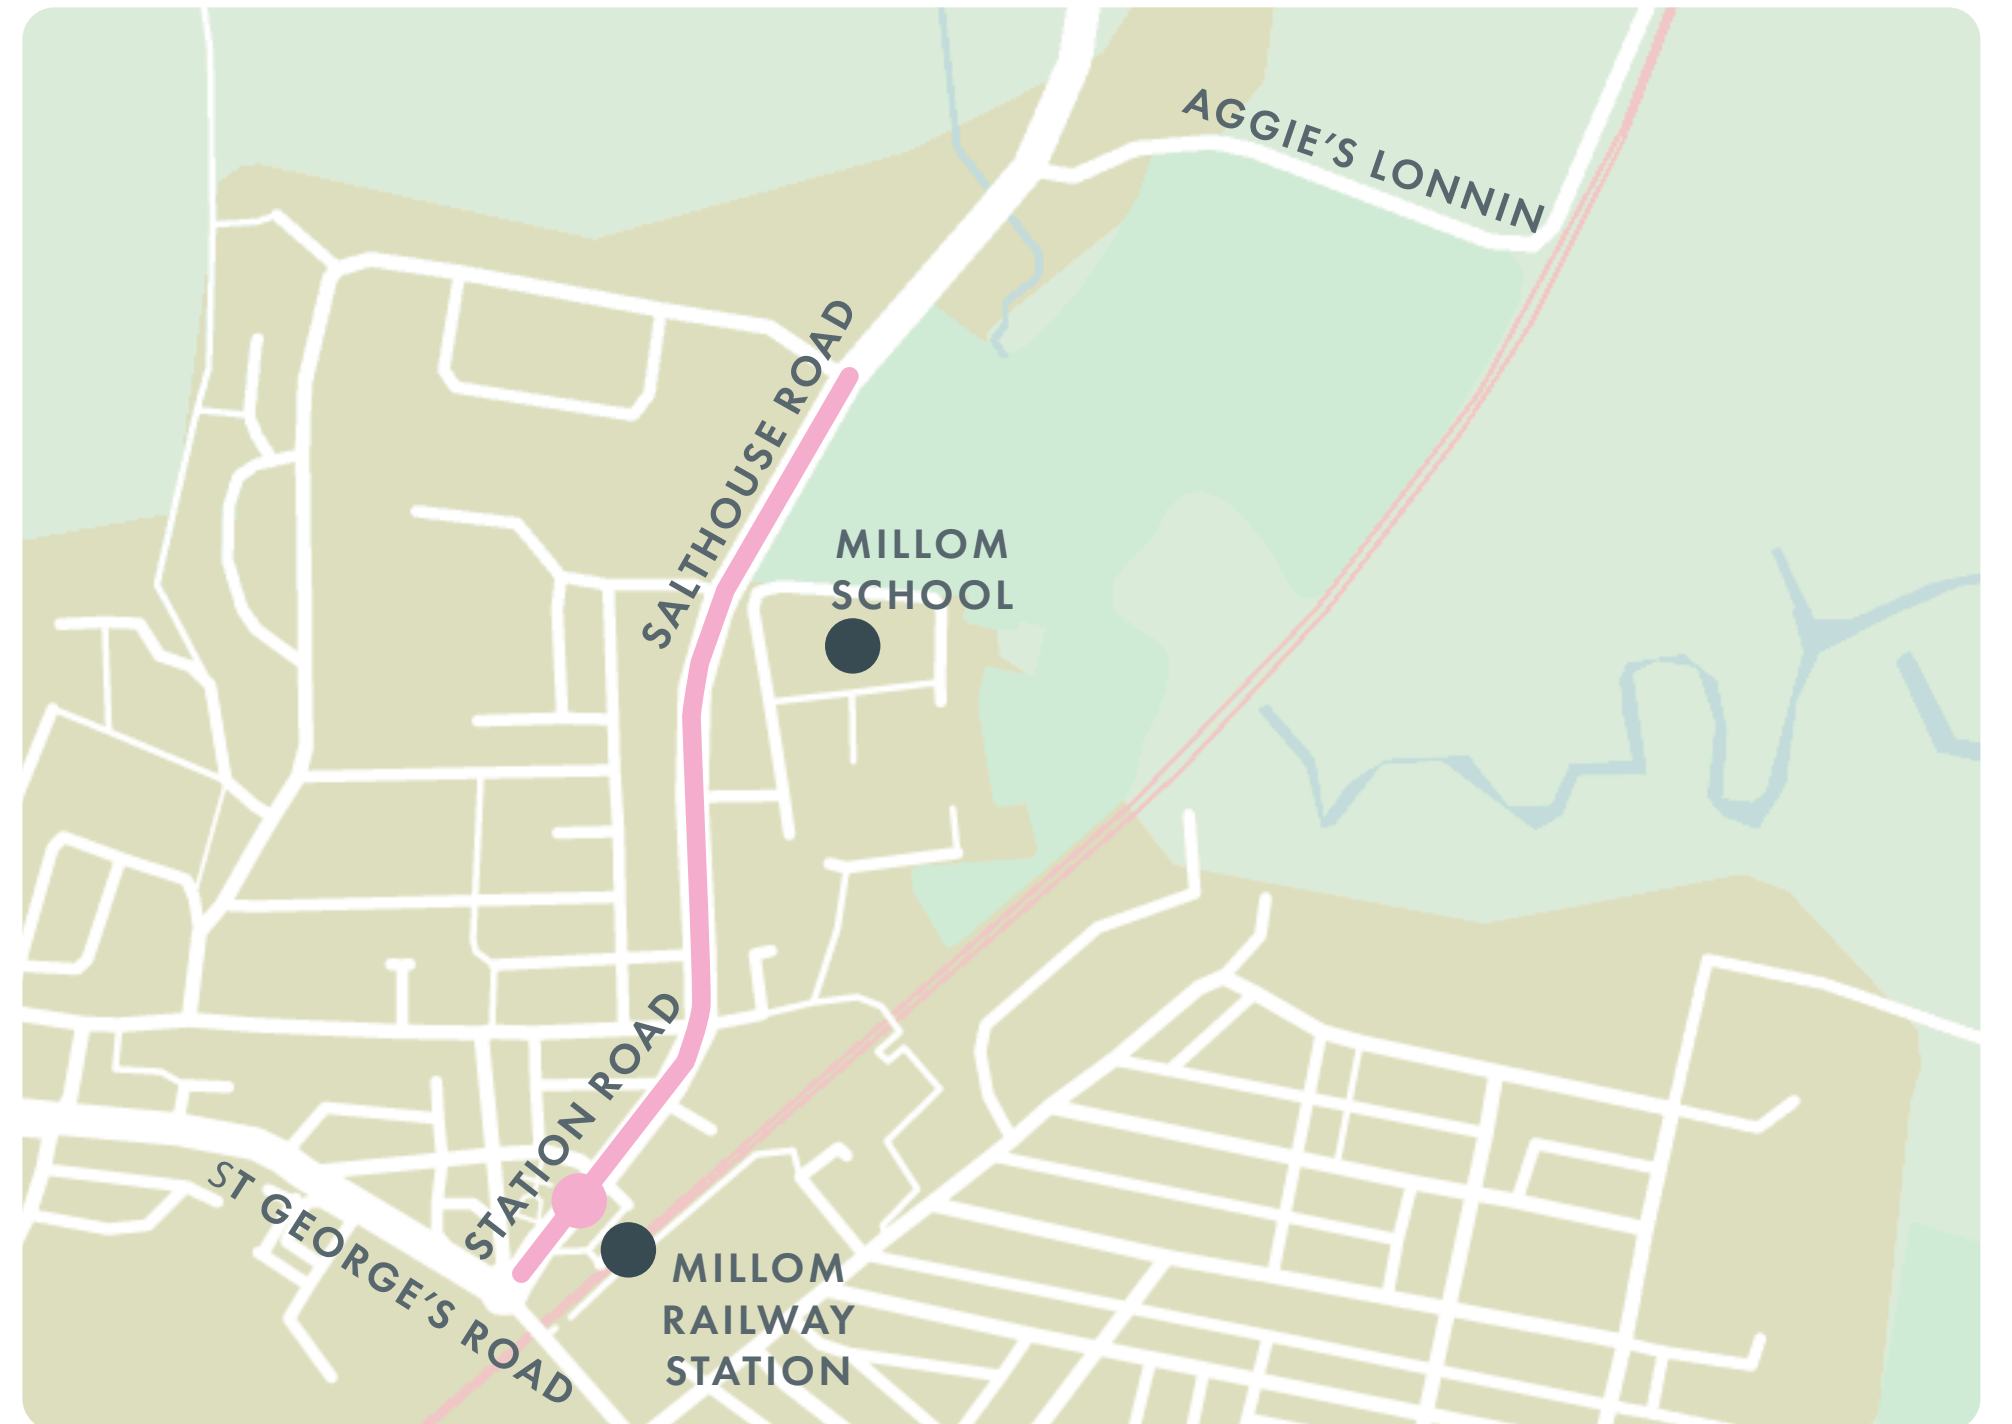 AGGIE’S LONNIN
SALTHOUSE ROAD
MILLOM
SCHOOL
STATION ROAD
ST GEORGE’S ROAD
MILLOM
RAILWAY
STATION